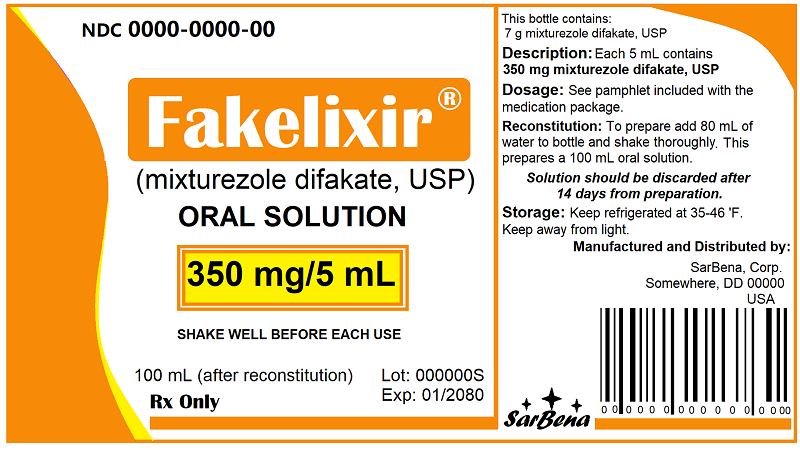 NDC 0000-0000-00
Fakelixir®
(mixturezole difakate, USP)
ORAL SOLUTION
350 mg/5 mL
SHAKE WELL BEFORE EACH USE
100 mL (after reconstitution)
Rx Only
Lot: 000000S
Exp: 01/2080
SarBena
This bottle contains:
7 g mixturezole difakate, USP
Description: Each 5 mL contains
350 mg mixturezole difakate, USP
Dosage: See pamphlet included with the
medication package.
Reconstitution: To prepare add 80 mL of
water to bottle and shake thoroughly. This
prepares a 100 mL oral solution.
Solution should be discarded after
14 days from preparation.
Storage: Keep refrigerated at 35-46 'F.
Keep away from light.
Manufactured and Distributed by:
SarBena, Corp.
Somewhere, DD 00000
USA
0 0 0 0 0 0 0 0 0 0 0 0 00